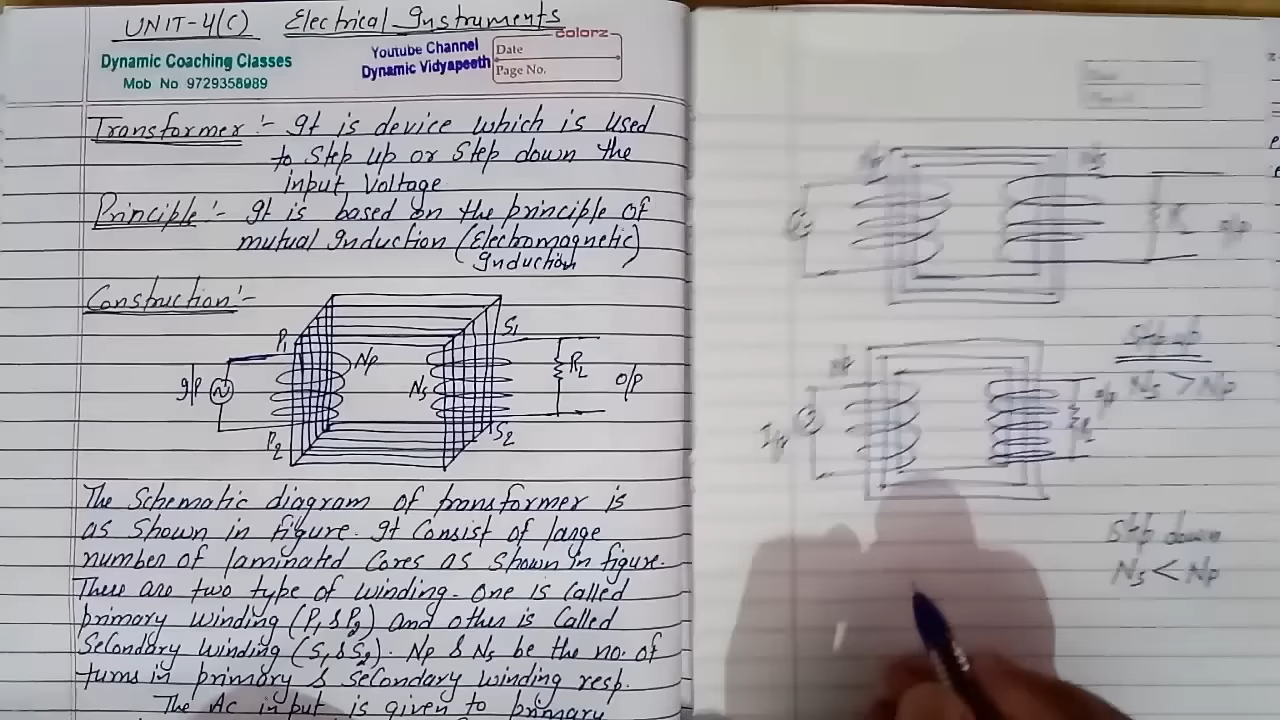 UNIT-4(C) Electrical Instruments
Dynamic Coaching Classes
Mob No 9729358989
Youtube Channel
Dynamic Vidyapeeth
Colorz
Date
Page No.
Transformer :- It is device which is used
to Step up or Step down the
input Voltage
Principle :- It is based on the principle of
mutual Induction (Electromagnetic)
Induction
Construction :-
P1
Np
S1
I/P
Ns
RL
O/P
P2
S2
The Schematic diagram of transformer is
as Shown in figure. It Consist of large
number of laminated Cores as Shown in figure.
These are two type of winding. One is Called
primary winding (P1 & P2) and other is Called
Secondary winding (S1 & S2). Np & Ns be the no. of
turns in primary & Secondary winding resp.
The AC input is given to primary
Np
Ns
O/P
Step up
Ns > Np
Np
O/P
RL
Step down
Ns < Np